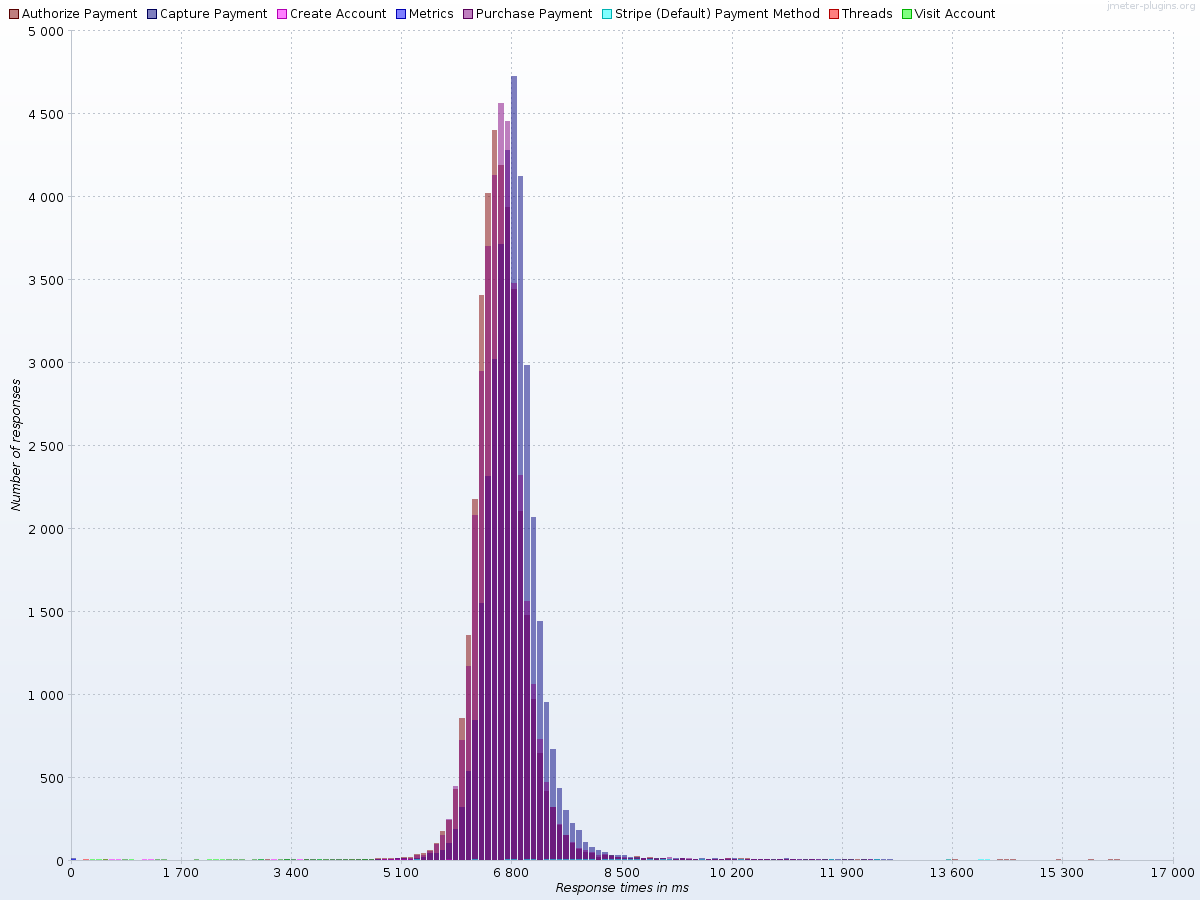 Authorize Payment Capture Payment Create Account Metrics Purchase Payment Stripe (Default) Payment Method Threads Visit Account
jmeter-plugins.org
5 000
4 500
4 000
3 500
3 000
2 500
2 000
1 500
1 000
500
0
Number of responses
0 1 700 3 400 5 100 6 800 8 500 10 200 11 900 13 600 15 300 17 000
Response times in ms